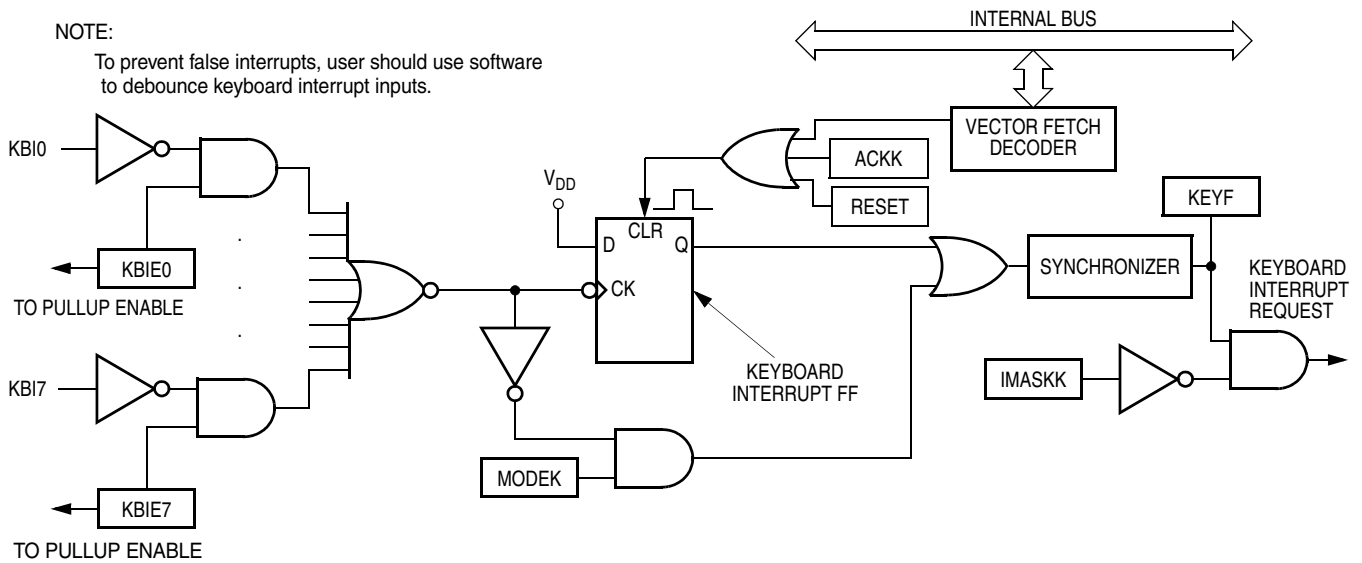 NOTE:
To prevent false interrupts, user should use software
to debounce keyboard interrupt inputs.
INTERNAL BUS
VECTOR FETCH
DECODER
KBI0
ACKK
RESET
VDD
KEYF
D
CLR
Q
CK
KBIE0
TO PULLUP ENABLE
SYNCHRONIZER
KEYBOARD
INTERRUPT
REQUEST
KBI7
KEYBOARD
INTERRUPT FF
IMASKK
MODEK
KBIE7
TO PULLUP ENABLE